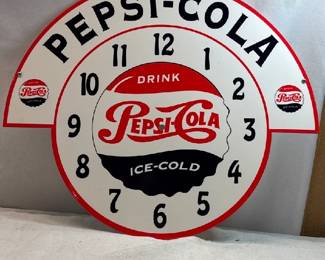 PEPSI-COLA
12
11 1
10 2
DRINK
9 PEPSI-COLA 3
ICE-COLD
8 4
7 5
6